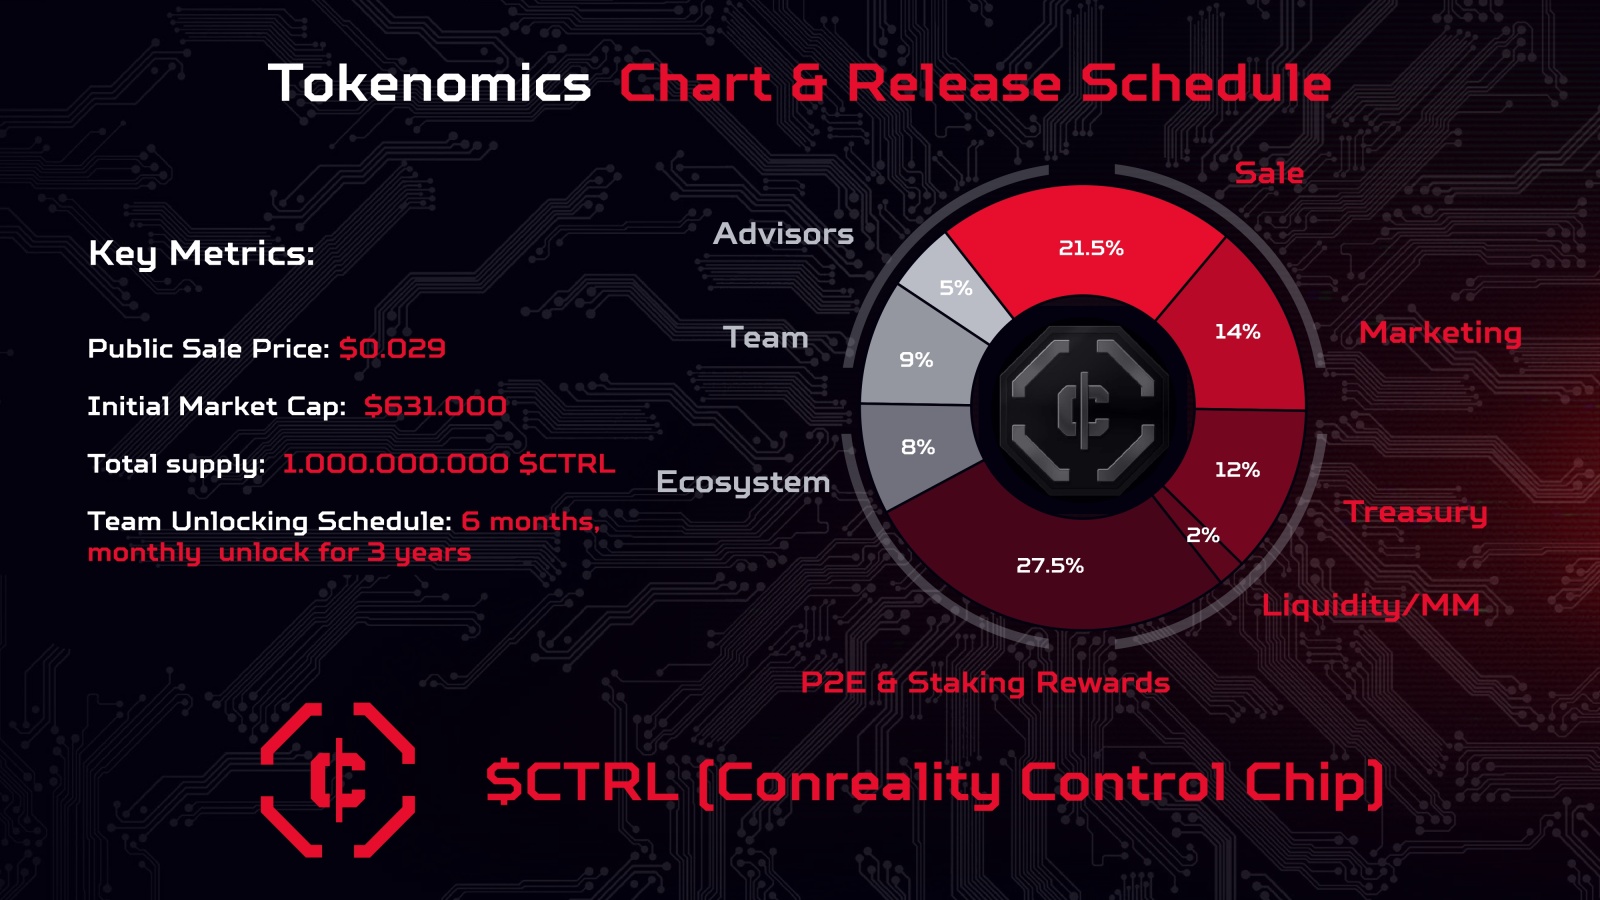 Tokenomics Chart & Release Schedule
Key Metrics:
Public Sale Price: $0.029
Initial Market Cap: $631.000
Total supply: 1.000.000.000 $CTRL
Team Unlocking Schedule: 6 months,
monthly unlock for 3 years
Sale
21.5%
Marketing
14%
Treasury
12%
Liquidity/MM
2%
P2E & Staking Rewards
27.5%
Ecosystem
8%
Team
9%
Advisors
5%
$CTRL (Conreality Control Chip)